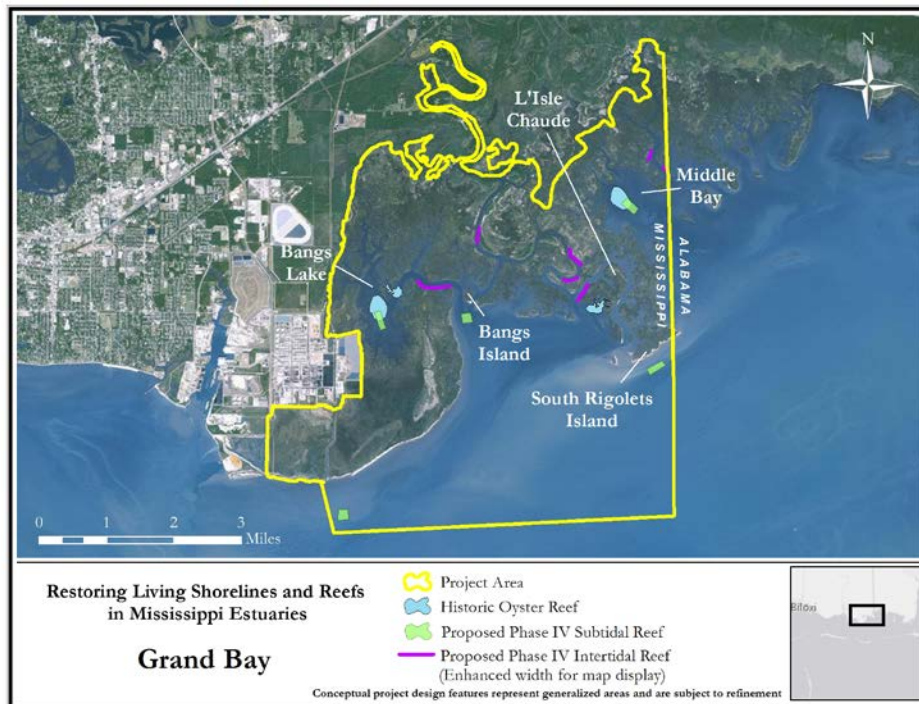 N
L'Isle
Chaude
Middle
Bay
MISSISSIPPI
ALABAMA
Bangs
Lake
Bangs
Island
South Rigolets
Island
0 1 2 3
Miles
Restoring Living Shorelines and Reefs
in Mississippi Estuaries
Grand Bay
Project Area
Historic Oyster Reef
Proposed Phase IV Subtidal Reef
Proposed Phase IV Intertidal Reef
(Enhanced width for map display)
Conceptual project design features represent generalized areas and are subject to refinement
Biloxi